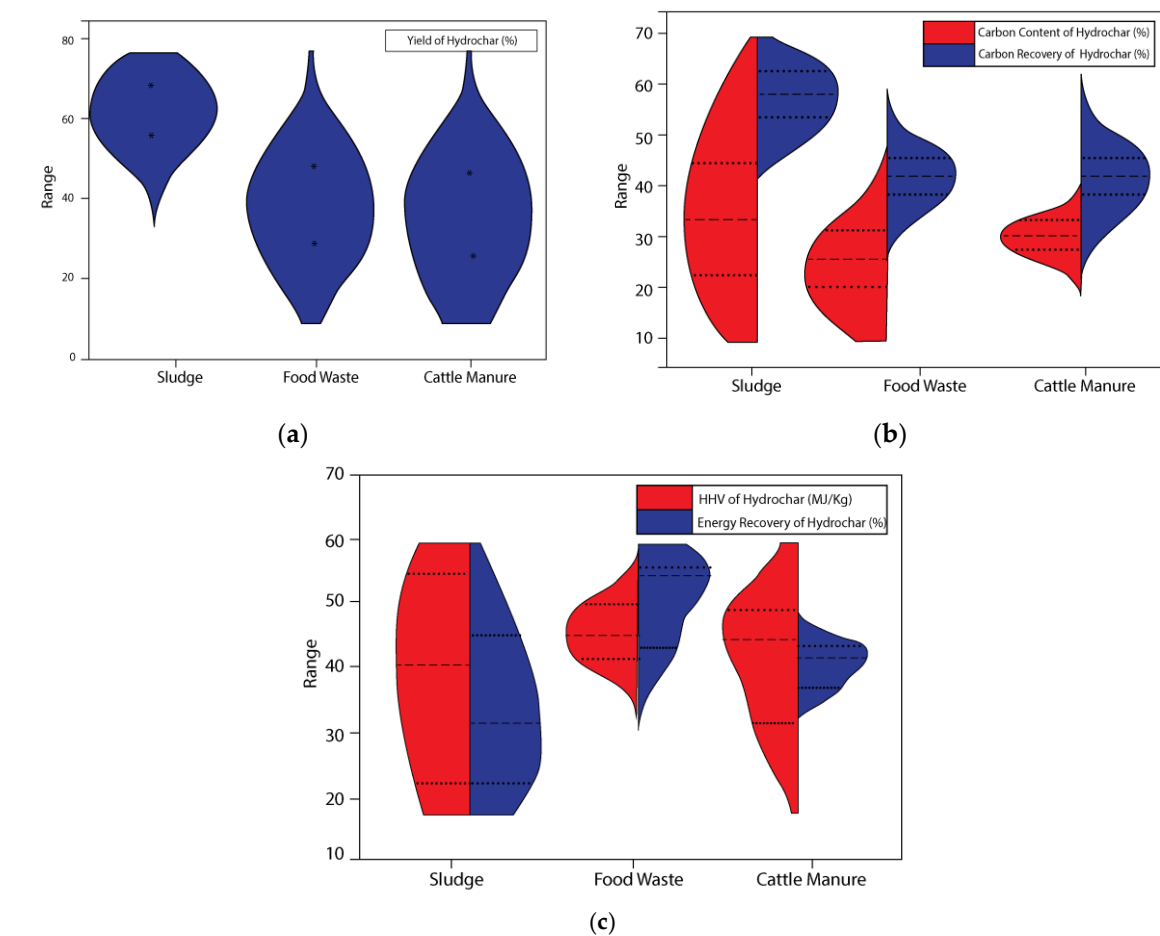 80
60
40
20
0
Range
Yield of Hydrochar (%)
Sludge
Food Waste
Cattle Manure
(a)
70
60
50
40
30
20
10
Range
Carbon Content of Hydrochar (%)
Carbon Recovery of Hydrochar (%)
Sludge
Food Waste
Cattle Manure
(b)
70
60
50
40
30
20
10
Range
HHV of Hydrochar (MJ/Kg)
Energy Recovery of Hydrochar (%)
Sludge
Food Waste
Cattle Manure
(c)